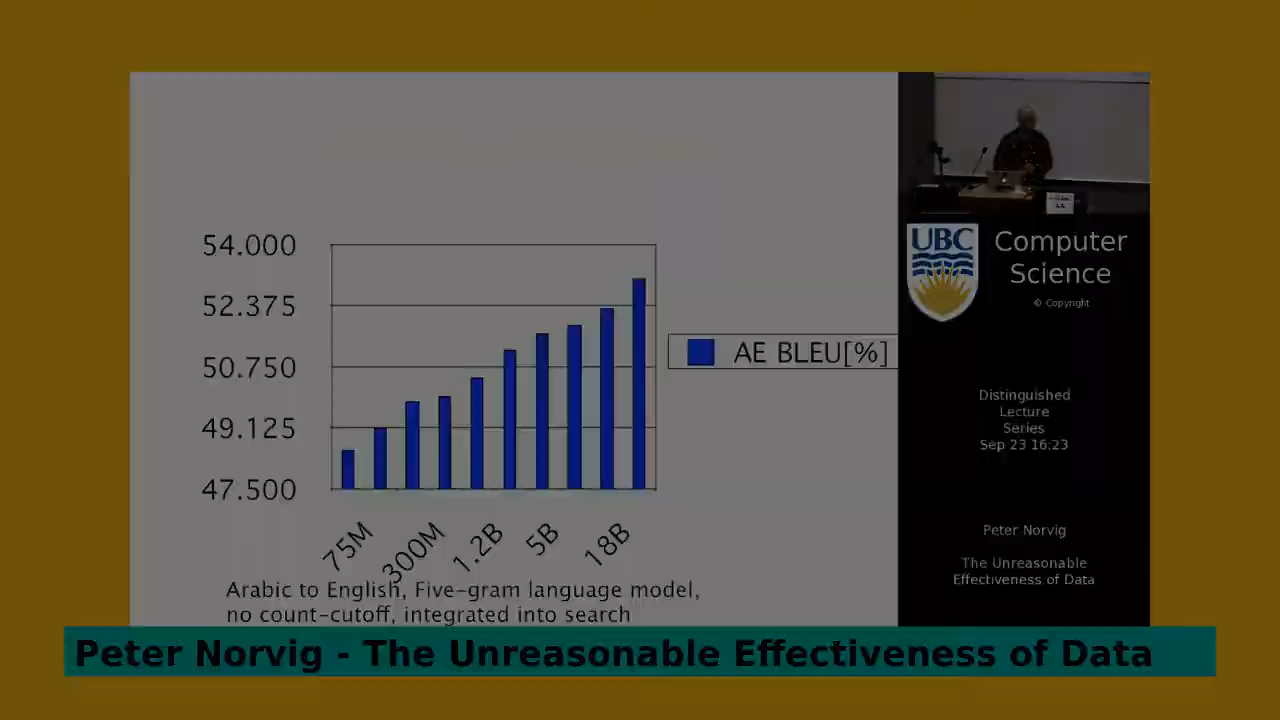 54.000
52.375
50.750
49.125
47.500
75M
300M
1.2B
5B
18B
AE BLEU[%]
Arabic to English, Five-gram language model,
no count-cutoff, integrated into search
UBC
Computer
Science
© Copyright
Distinguished
Lecture
Series
Sep 23 16:23
Peter Norvig
The Unreasonable
Effectiveness of Data
Peter Norvig - The Unreasonable Effectiveness of Data